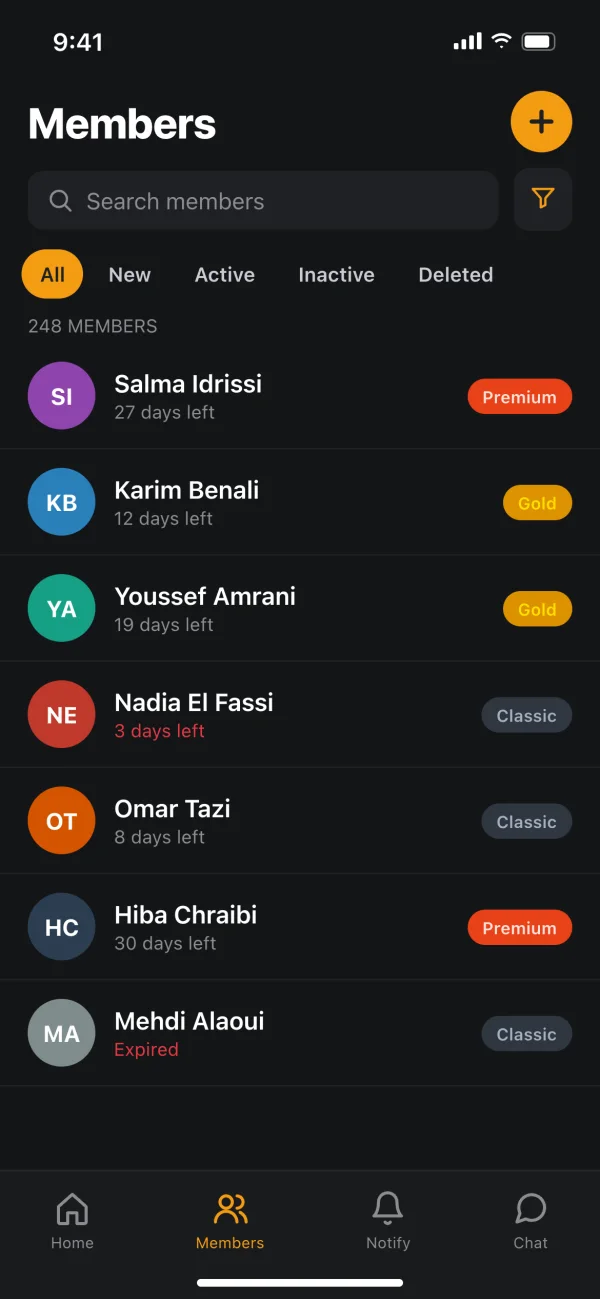 9:41
Members
Search members
All New Active Inactive Deleted
248 MEMBERS
SI Salma Idrissi Premium
27 days left
KB Karim Benali Gold
12 days left
YA Youssef Amrani Gold
19 days left
NE Nadia El Fassi Classic
3 days left
OT Omar Tazi Classic
8 days left
HC Hiba Chraibi Premium
30 days left
MA Mehdi Alaoui Classic
Expired
Home Members Notify Chat